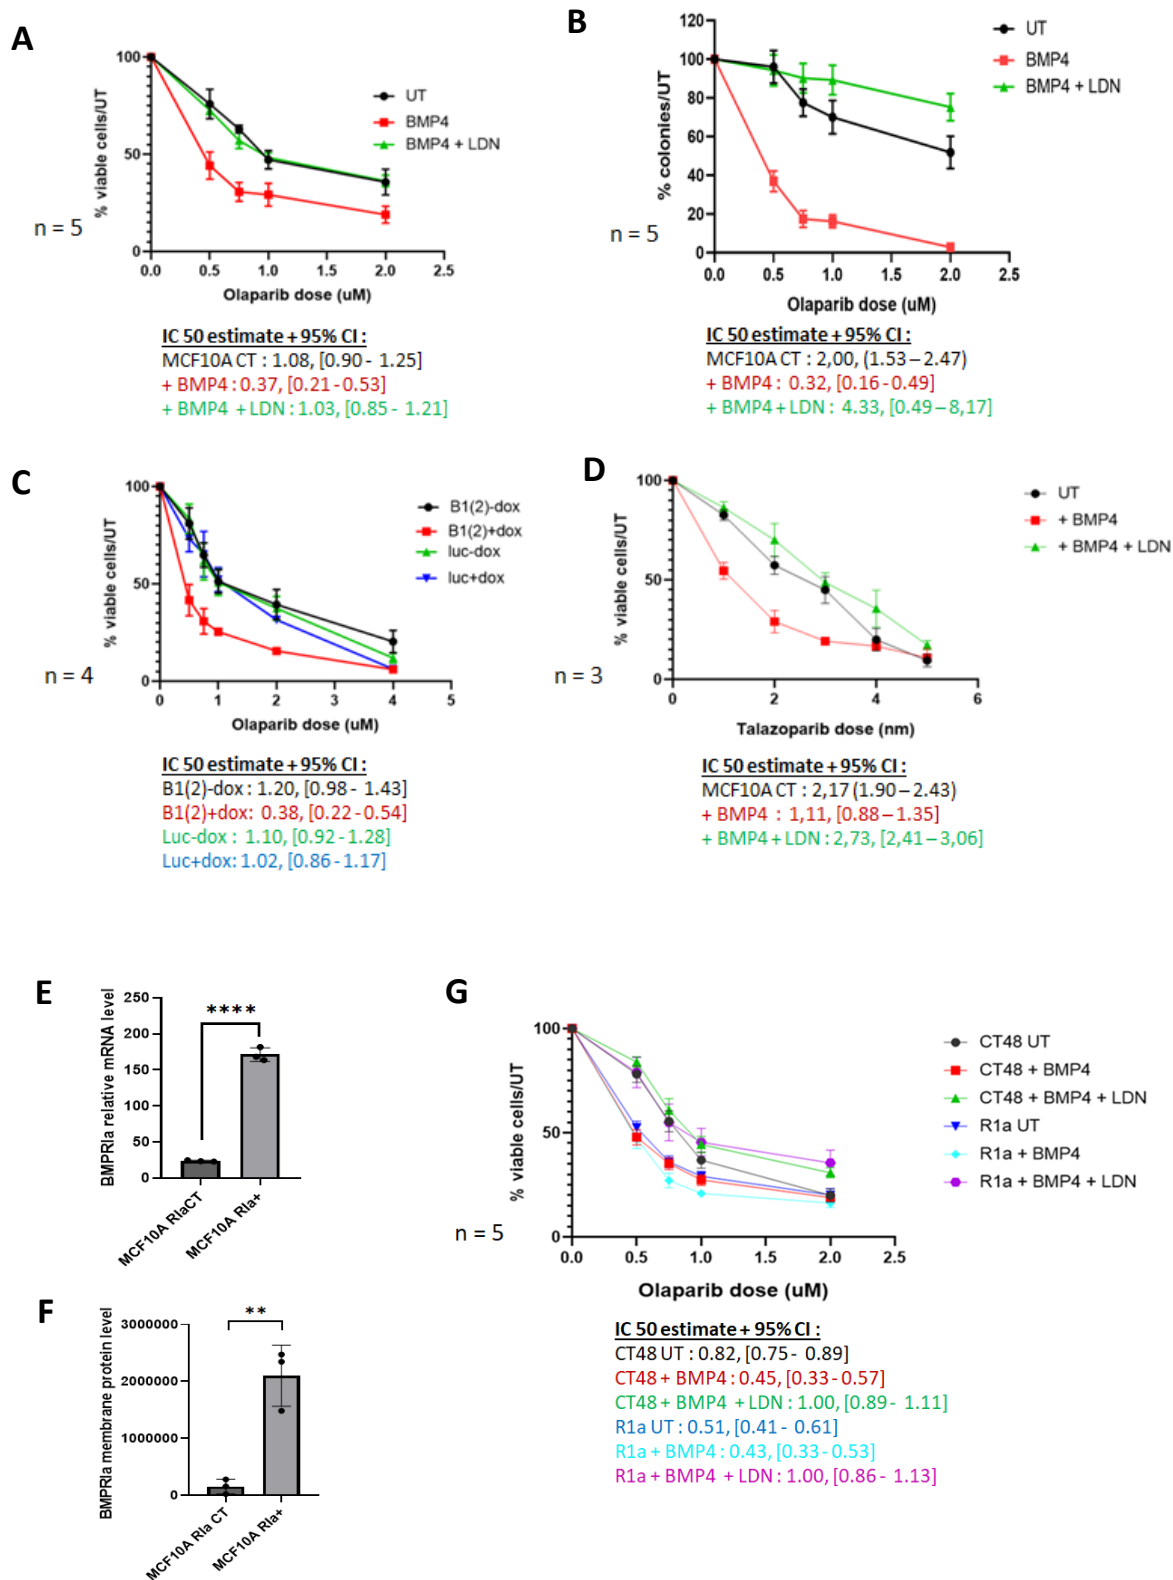 A
100
50
0
% viable cells/UT
0.0 0.5 1.0 1.5 2.0 2.5
Olaparib dose (uM)
UT
BMP4
BMP4 + LDN
n = 5
IC 50 estimate + 95% CI :
MCF10A CT : 1.08, [0.90 - 1.25]
+ BMP4 : 0.37, [0.21 - 0.53]
+ BMP4 + LDN : 1.03, [0.85 - 1.21]
B
120
100
80
60
40
20
0
% colonies/UT
0.0 0.5 1.0 1.5 2.0 2.5
Olaparib dose (uM)
UT
BMP4
BMP4 + LDN
n = 5
IC 50 estimate + 95% CI :
MCF10A CT : 2,00, (1.53 – 2.47)
+ BMP4 : 0.32, [0.16 - 0.49]
+ BMP4 + LDN : 4.33, [0.49 – 8,17]
C
100
50
0
% viable cells/UT
0 1 2 3 4 5
Olaparib dose (uM)
B1(2)-dox
B1(2)+dox
luc-dox
luc+dox
n = 4
IC 50 estimate + 95% CI :
B1(2)-dox : 1.20, [0.98 - 1.43]
B1(2)+dox: 0.38, [0.22 - 0.54]
Luc-dox : 1.10, [0.92 - 1.28]
Luc+dox: 1.02, [0.86 - 1.17]
D
100
50
0
% viable cells/UT
0 2 4 6
Talazoparib dose (nm)
UT
+ BMP4
+ BMP4 + LDN
n = 3
IC 50 estimate + 95% CI :
MCF10A CT : 2,17 (1.90 – 2.43)
+ BMP4 : 1,11, [0.88 – 1.35]
+ BMP4 + LDN : 2,73, [2,41 – 3,06]
E
250
200
150
100
50
0
BMPRIa relative mRNA level
****
MCF10A RIaCT
MCF10A RIa+
F
3000000
2000000
1000000
0
BMPRIa membrane protein level
**
MCF10A RIa CT
MCF10A RIa+
G
100
50
0
% viable cells/UT
0.0 0.5 1.0 1.5 2.0 2.5
Olaparib dose (uM)
CT48 UT
CT48 + BMP4
CT48 + BMP4 + LDN
R1a UT
R1a + BMP4
R1a + BMP4 + LDN
n = 5
IC 50 estimate + 95% CI :
CT48 UT : 0.82, [0.75 - 0.89]
CT48 + BMP4 : 0.45, [0.33 - 0.57]
CT48 + BMP4 + LDN : 1.00, [0.89 - 1.11]
R1a UT : 0.51, [0.41 - 0.61]
R1a + BMP4 : 0.43, [0.33 - 0.53]
R1a + BMP4 + LDN : 1.00, [0.86 - 1.13]